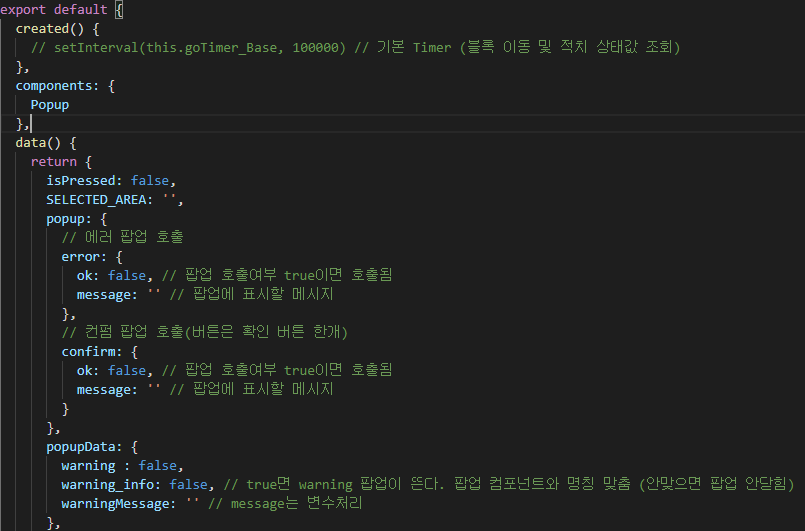 export default {
created() {
// setInterval(this.goTimer_Base, 100000) // 기본 Timer (블록 이동 및 적치 상태값 조회)
},
components: {
Popup
},
data() {
return {
isPressed: false,
SELECTED_AREA: '',
popup: {
// 에러 팝업 호출
error: {
ok: false, // 팝업 호출여부 true이면 호출됨
message: '' // 팝업에 표시할 메시지
},
// 컨펌 팝업 호출(버튼은 확인 버튼 한개)
confirm: {
ok: false, // 팝업 호출여부 true이면 호출됨
message: '' // 팝업에 표시할 메시지
}
},
popupData: {
warning : false,
warning_info: false, // true면 warning 팝업이 뜬다. 팝업 컴포넌트와 명칭 맞춤 (안맞으면 팝업 안닫힘)
warningMessage: '' // message는 변수처리
},